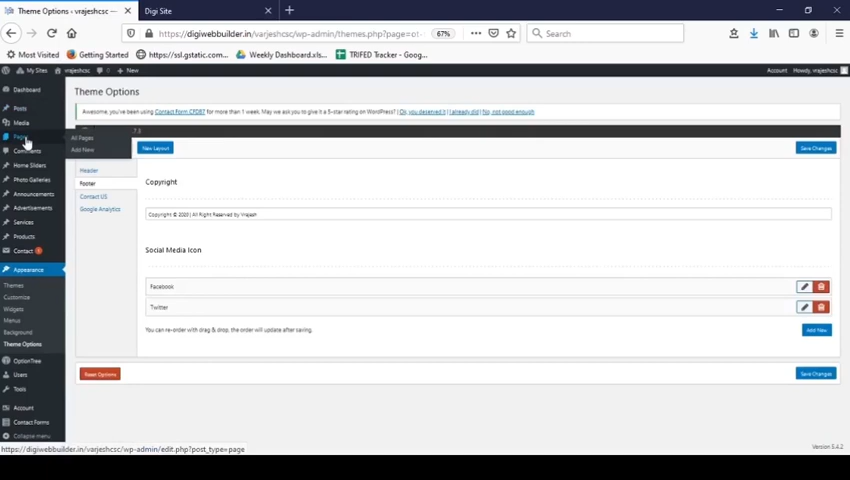 Theme Options ‹ vrajeshcsc —
Digi Site
https://digiwebbuilder.in/vrajeshcsc/wp-admin/themes.php?page=ot-
67%
Search
Most Visited
Getting Started
https://ssl.gstatic.com/...
Weekly Dashboard.xls...
TRIFED Tracker - Goog...
My Sites
vrajeshcsc
0
New
Account
Howdy, vrajeshcsc
Dashboard
Posts
Media
Pages
All Pages
Add New
Comments
Home Sliders
Photo Galleries
Announcements
Advertisements
Services
Products
Contact
Appearance
Themes
Customize
Widgets
Menus
Background
Theme Options
OptionTree
Users
Tools
Account
Contact Forms
Collapse menu
Theme Options
Awesome, you've been using Contact Form CFDB7 for more than 1 week. May we ask you to give it a 5-star rating on WordPress? | Ok, you deserved it | I already did | No, not good enough
7.3
New Layout
Save Changes
Header
Footer
Contact US
Google Analytics
Copyright
Copyright © 2020 | All Right Reserved by Vrajesh
Social Media Icon
Facebook
Twitter
You can re-order with drag & drop, the order will update after saving.
Add New
Reset Options
Save Changes
Version 5.4.2
https://digiwebbuilder.in/varjeshcsc/wp-admin/edit.php?post_type=page